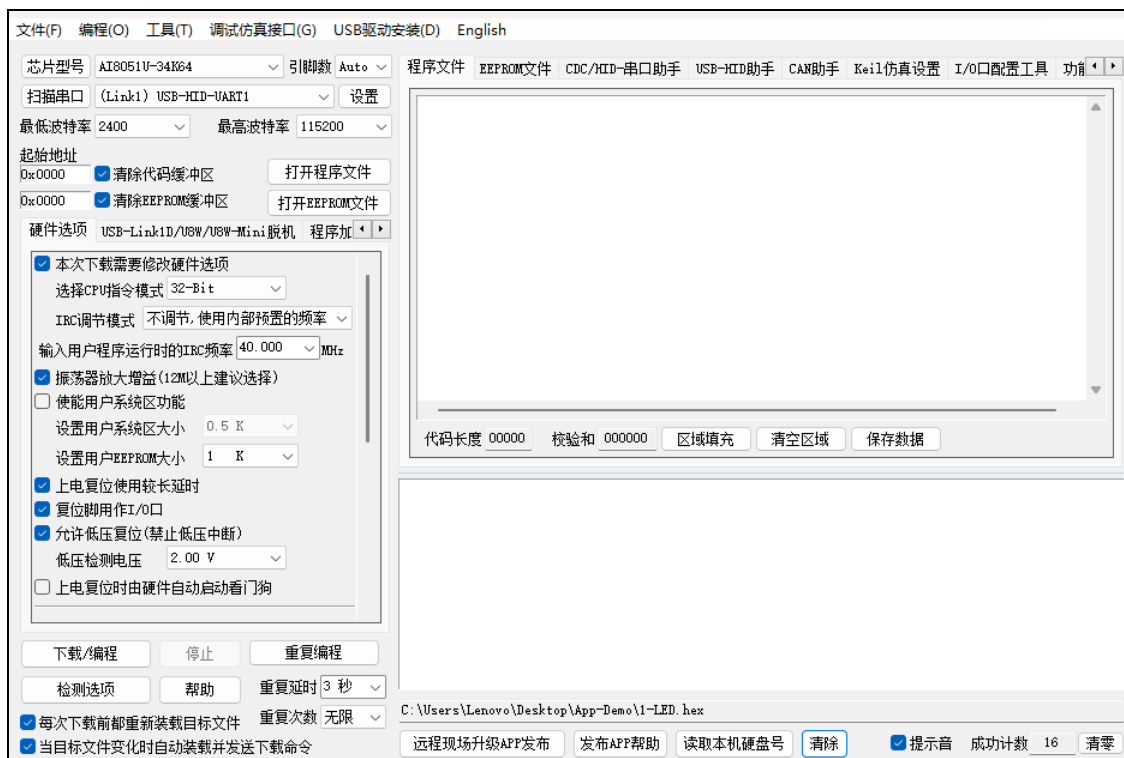 文件(F) 编程(O) 工具(T) 调试仿真接口(G) USB驱动安装(D) English
芯片型号 AI8051U-34K64 引脚数 Auto
扫描串口 (Link1) USB-HID-UART1 设置
最低波特率 2400 最高波特率 115200
起始地址
0x0000 清除代码缓冲区 打开程序文件
0x0000 清除EEPROM缓冲区 打开EEPROM文件
硬件选项 USB-Link1D/U8W/U8W-Mini脱机 程序加
本次下载需要修改硬件选项
选择CPU指令模式 32-Bit
IRC调节模式 不调节,使用内部预置的频率
输入用户程序运行时的IRC频率 40.000 MHz
振荡器放大增益(12M以上建议选择)
使能用户系统区功能
设置用户系统区大小 0.5 K
设置用户EEPROM大小 1 K
上电复位使用较长延时
复位脚用作I/O口
允许低压复位(禁止低压中断)
低压检测电压 2.00 V
上电复位时由硬件自动启动看门狗
下载/编程 停止 重复编程
检测选项 帮助 重复延时 3 秒
每次下载前都重新装载目标文件 重复次数 无限
当目标文件变化时自动装载并发送下载命令
程序文件 EEPROM文件 CDC/HID-串口助手 USB-HID助手 CAN助手 Keil仿真设置 I/O口配置工具
代码长度 00000 校验和 000000 区域填充 清空区域 保存数据
C:\Users\Lenovo\Desktop\App-Demo\1-LED.hex
远程现场升级APP发布 发布APP帮助 读取本机硬盘号 清除 提示音 成功计数 16 清零